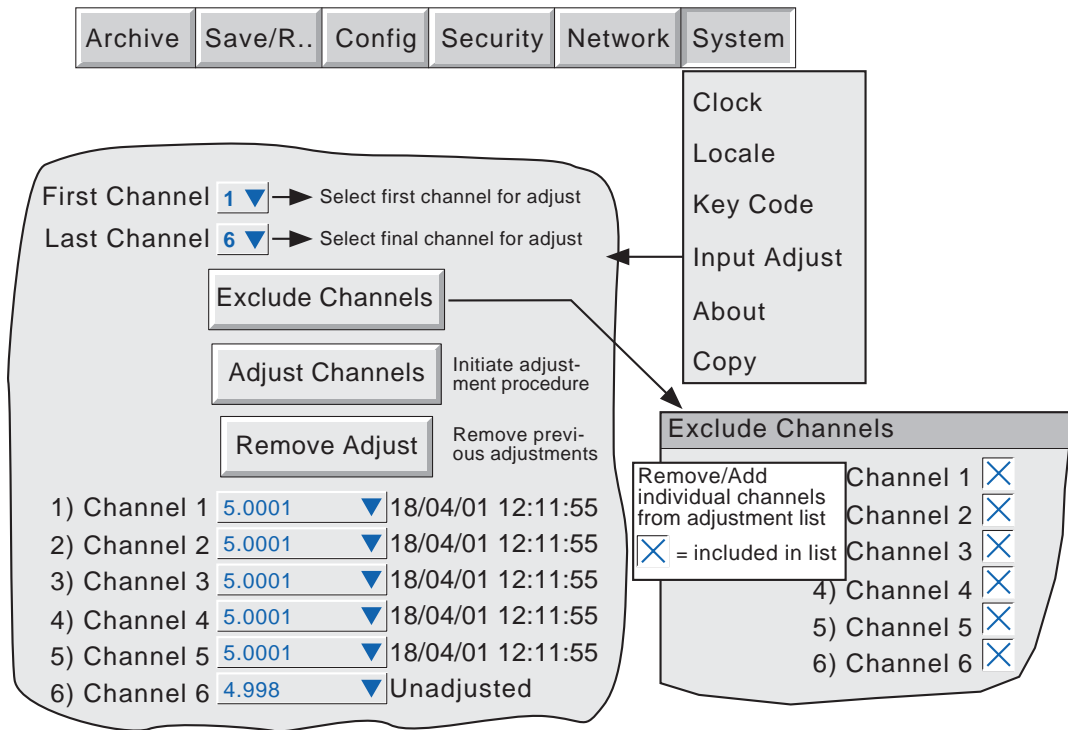 Archive Save/R.. Config Security Network System
Clock
Locale
Key Code
Input Adjust
About
Copy
First Channel 1 Select first channel for adjust
Last Channel 6 Select final channel for adjust
Exclude Channels
Adjust Channels
Initiate adjust-
ment procedure
Remove Adjust
Remove previ-
ous adjustments
1) Channel 1 5.0001 18/04/01 12:11:55
2) Channel 2 5.0001 18/04/01 12:11:55
3) Channel 3 5.0001 18/04/01 12:11:55
4) Channel 4 5.0001 18/04/01 12:11:55
5) Channel 5 5.0001 18/04/01 12:11:55
6) Channel 6 4.998 Unadjusted
Exclude Channels
Remove/Add
individual channels
from adjustment list
= included in list
Channel 1
Channel 2
Channel 3
4) Channel 4
5) Channel 5
6) Channel 6